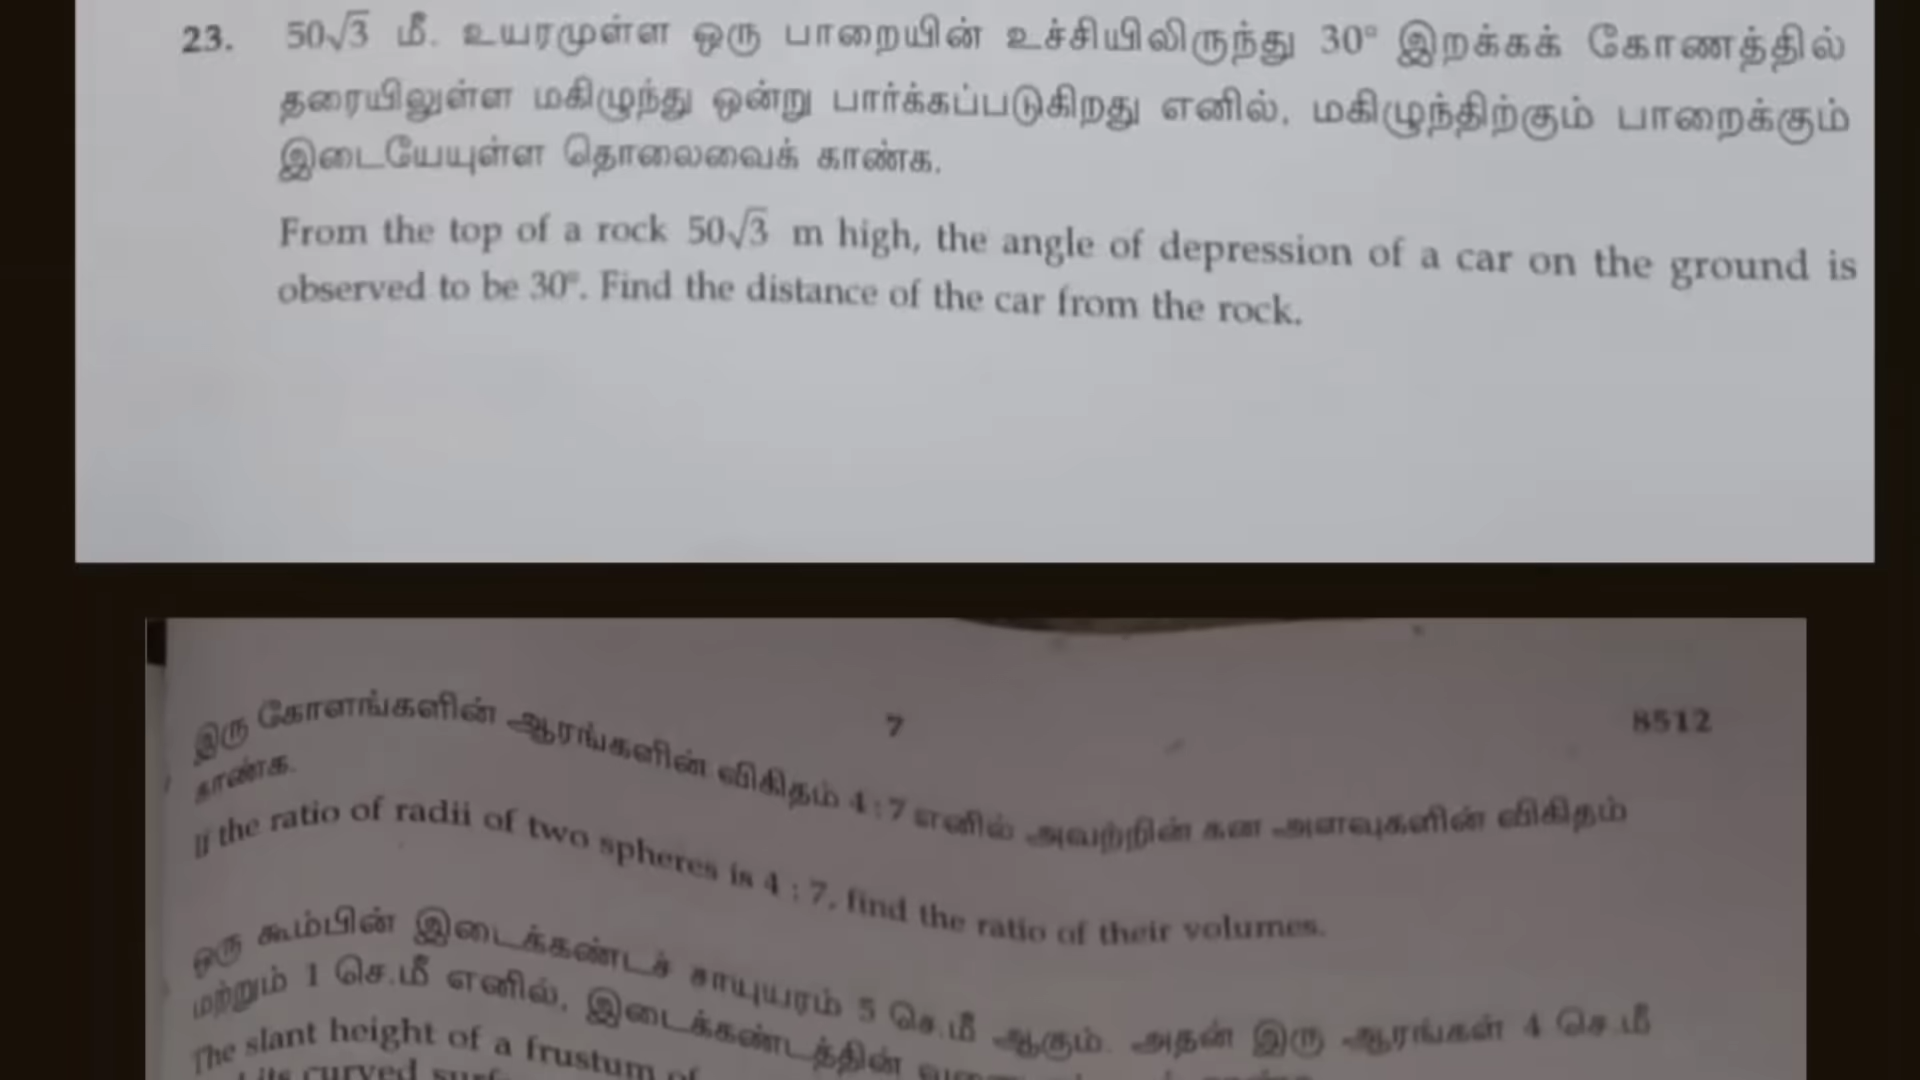 23. 50√3 மீ. உயரமுள்ள ஒரு பாறையின் உச்சியிலிருந்து 30° இறக்கக் கோணத்தில்
தரையிலுள்ள மகிழுந்து ஒன்று பார்க்கப்படுகிறது எனில், மகிழுந்திற்கும் பாறைக்கும்
இடையேயுள்ள தொலைவைக் காண்க.
From the top of a rock 50√3 m high, the angle of depression of a car on the ground is
observed to be 30°. Find the distance of the car from the rock.
7 8512
இரு கோளங்களின் ஆரங்களின் விகிதம் 4 : 7 எனில் அவற்றின் கன அளவுகளின் விகிதம்
காண்க.
If the ratio of radii of two spheres is 4 : 7, find the ratio of their volumes.
ஒரு கூம்பின் இடைக்கண்டச் சாயுயரம் 5 செ.மீ ஆகும். அதன் இரு ஆரங்கள் 4 செ.மீ
மற்றும் 1 செ.மீ எனில், இடைக்கண்டத்தின்
The slant height of a frustum of
its curved